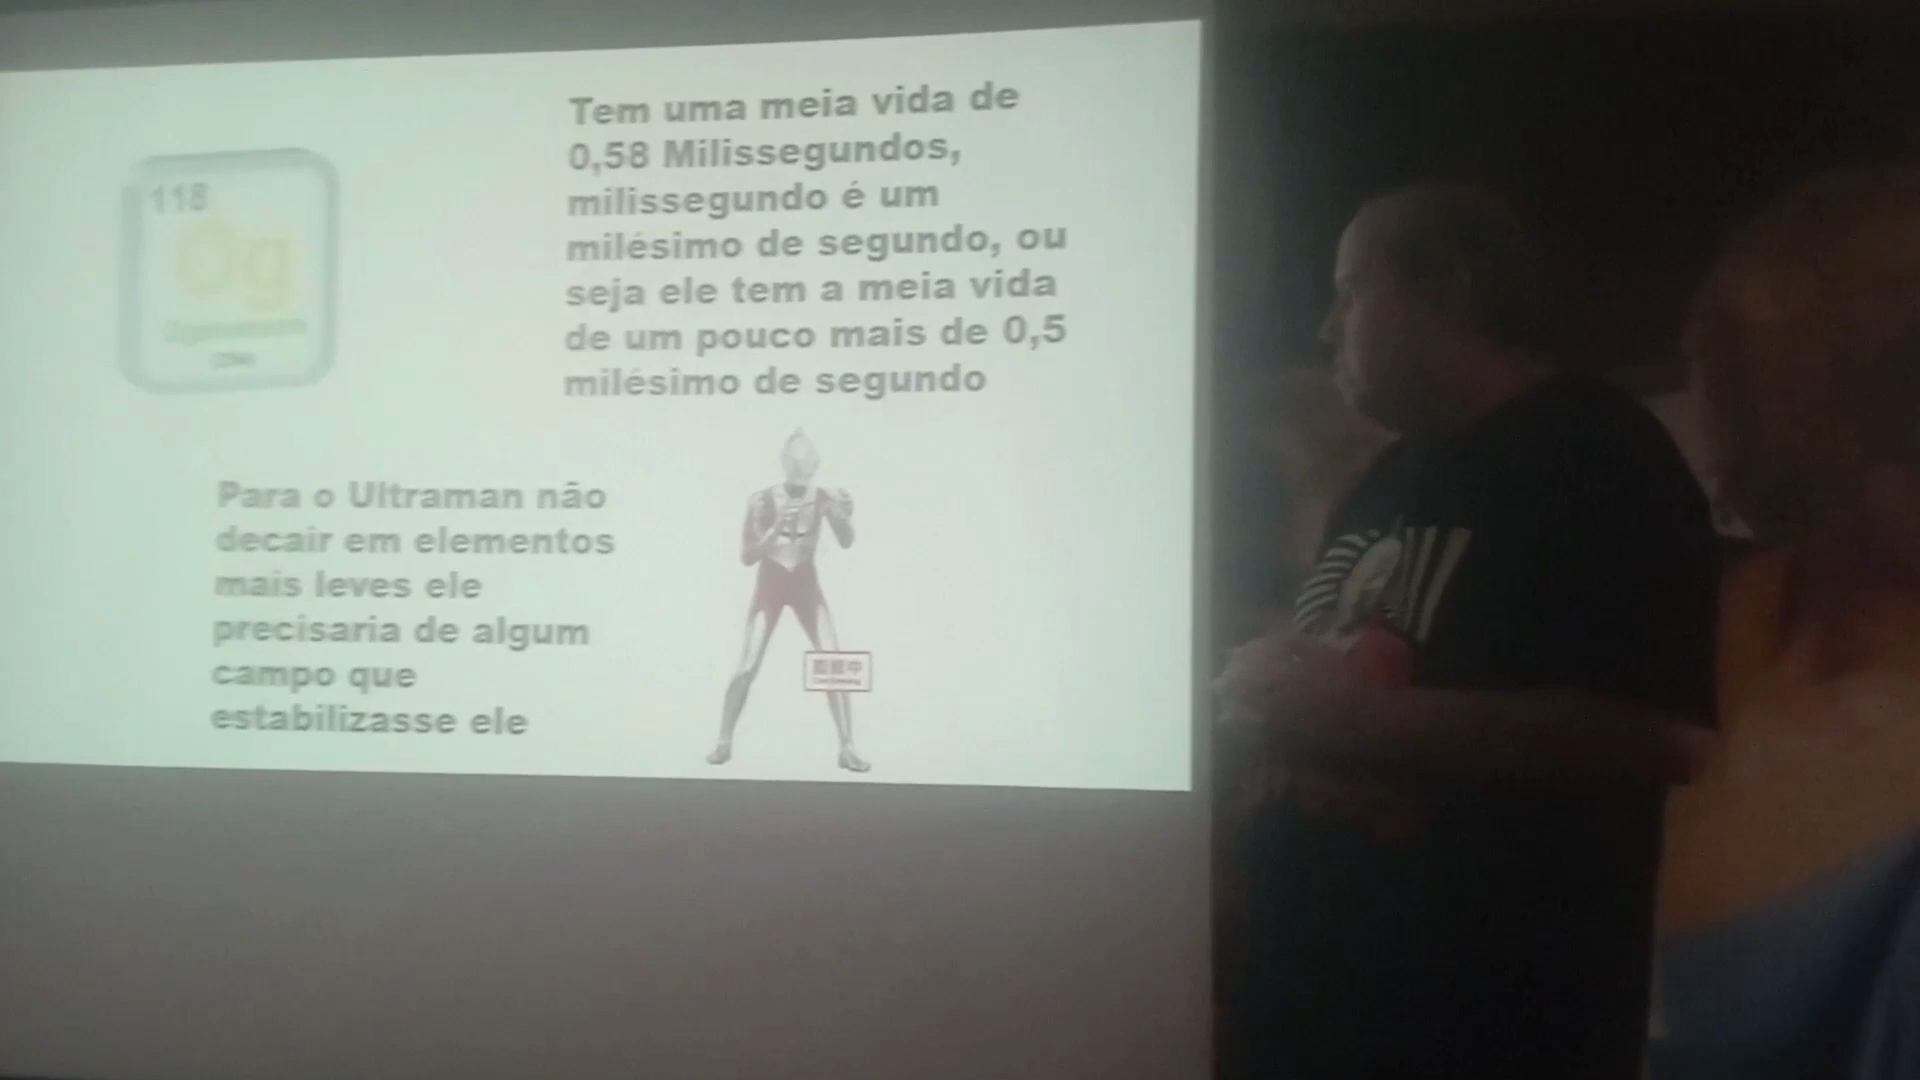 118
Og
Tem uma meia vida de
0,58 Milissegundos,
milissegundo é um
milésimo de segundo, ou
seja ele tem a meia vida
de um pouco mais de 0,5
milésimo de segundo
Para o Ultraman não
decair em elementos
mais leves ele
precisaria de algum
campo que
estabilizasse ele